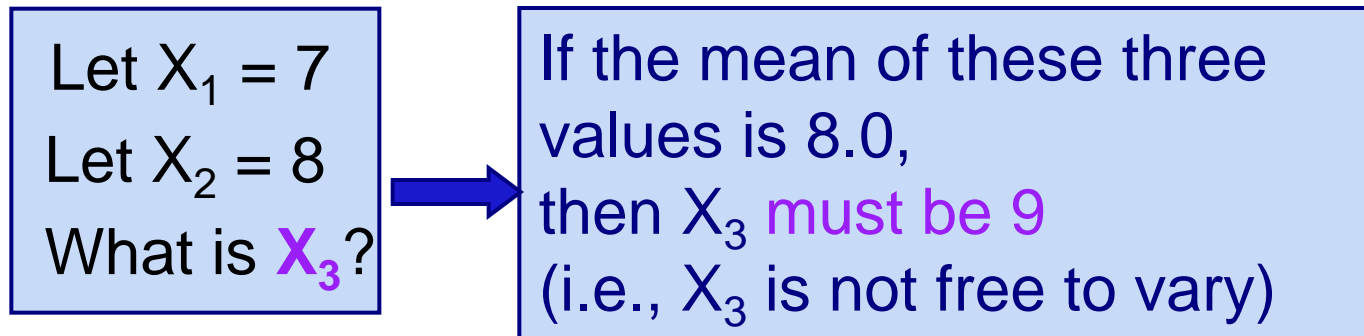 Let X₁ = 7
Let X₂ = 8
What is X₃?
If the mean of these three
values is 8.0,
then X₃ must be 9
(i.e., X₃ is not free to vary)